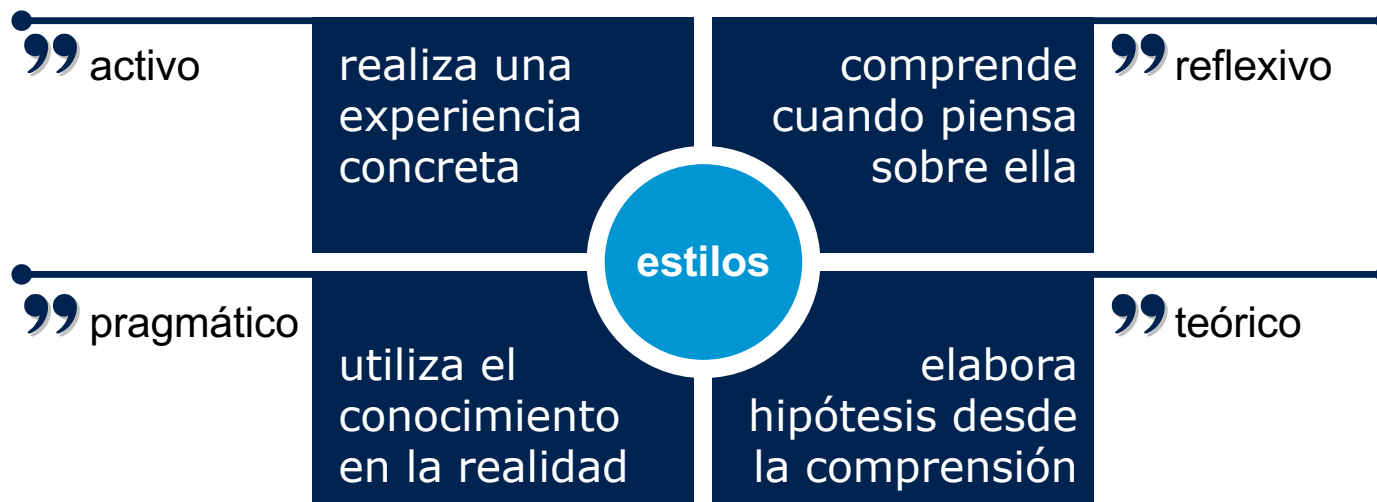 activo
realiza una
experiencia
concreta
comprende
cuando piensa
sobre ella
reflexivo
estilos
pragmático
utiliza el
conocimiento
en la realidad
elabora
hipótesis desde
la comprensión
teórico